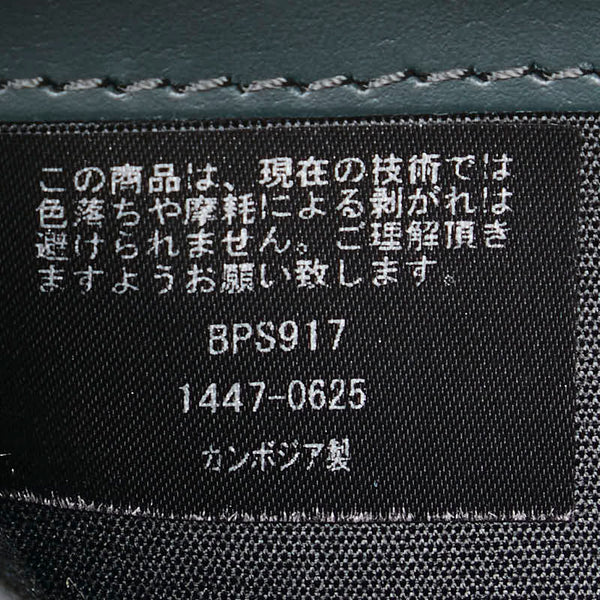 この商品は、現在の技術では
色落ちや摩耗による剥がれは
避けられません。ご理解頂き
ますようお願い致します。
BPS917
1447-0625
カンボジア製